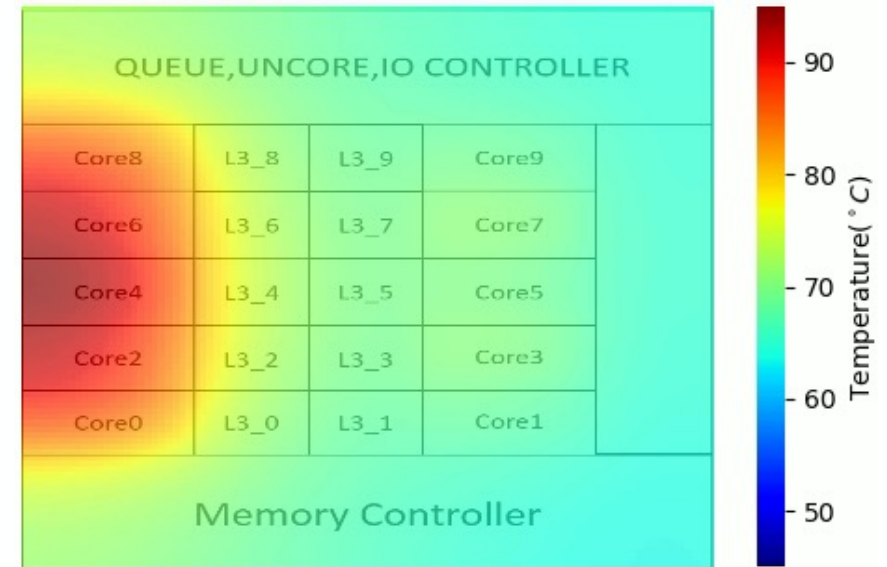 QUEUE,UNCORE,IO CONTROLLER
Core8 L3_8 L3_9 Core9
Core6 L3_6 L3_7 Core7
Core4 L3_4 L3_5 Core5
Core2 L3_2 L3_3 Core3
Core0 L3_0 L3_1 Core1
Memory Controller
90
80
70
60
50
Temperature(°C)